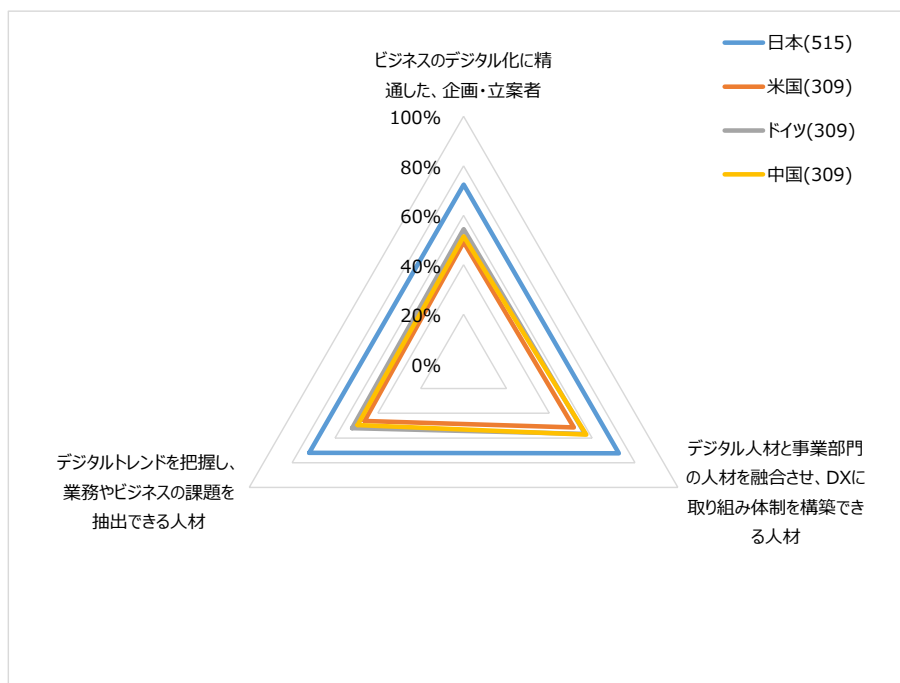 ビジネスのデジタル化に精
通した、企画・立案者
日本(515)
米国(309)
ドイツ(309)
中国(309)
100%
80%
60%
40%
20%
0%
デジタルトレンドを把握し、
業務やビジネスの課題を
抽出できる人材
デジタル人材と事業部門
の人材を融合させ、DXに
取り組み体制を構築でき
る人材